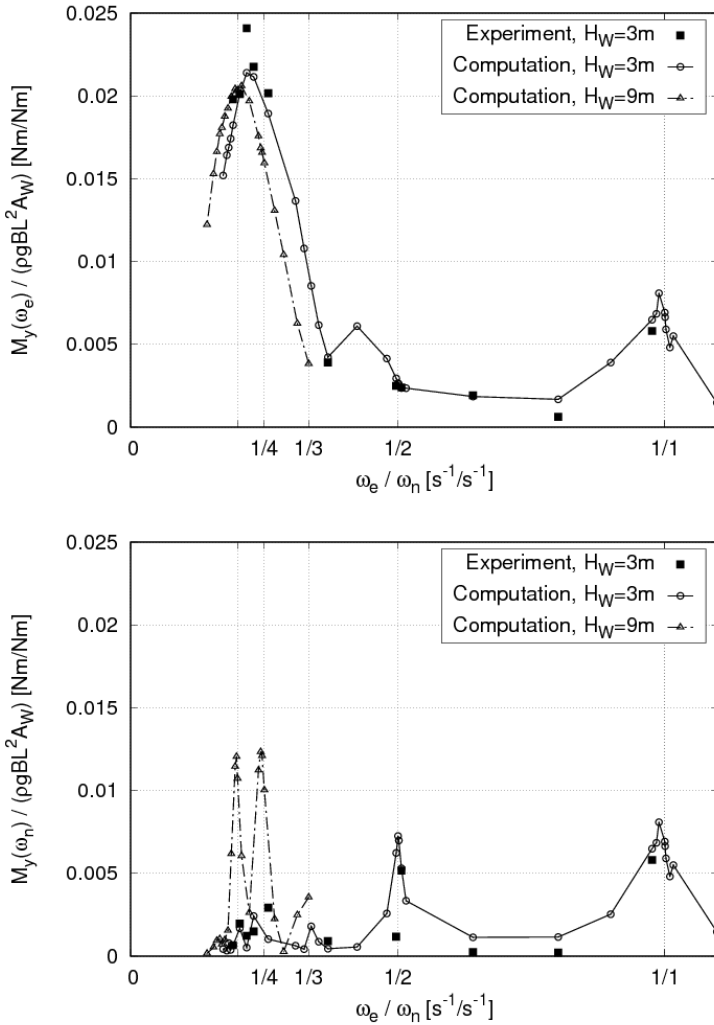 0.025
0.02
0.015
0.01
0.005
0
M_y(ω_e) / (ρgBL²A_W) [Nm/Nm]
Experiment, H_W=3m
Computation, H_W=3m
Computation, H_W=9m
0 1/4 1/3 1/2 1/1
ω_e / ω_n [s⁻¹/s⁻¹]
0.025
0.02
0.015
0.01
0.005
0
M_y(ω_n) / (ρgBL²A_W) [Nm/Nm]
Experiment, H_W=3m
Computation, H_W=3m
Computation, H_W=9m
0 1/4 1/3 1/2 1/1
ω_e / ω_n [s⁻¹/s⁻¹]